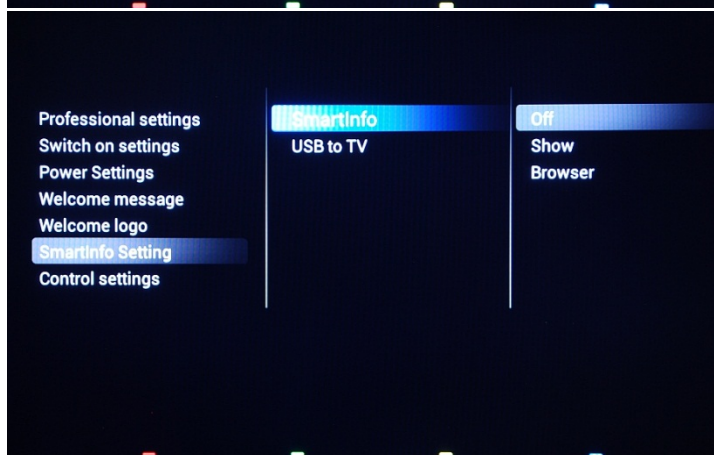 Professional settings
Switch on settings
Power Settings
Welcome message
Welcome logo
SmartInfo Setting
Control settings
SmartInfo
USB to TV
Off
Show
Browser